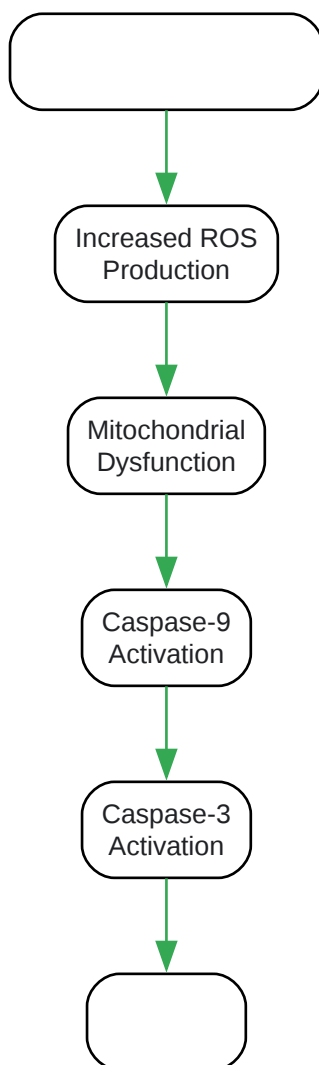 Increased ROS
Production
Mitochondrial
Dysfunction
Caspase-9
Activation
Caspase-3
Activation